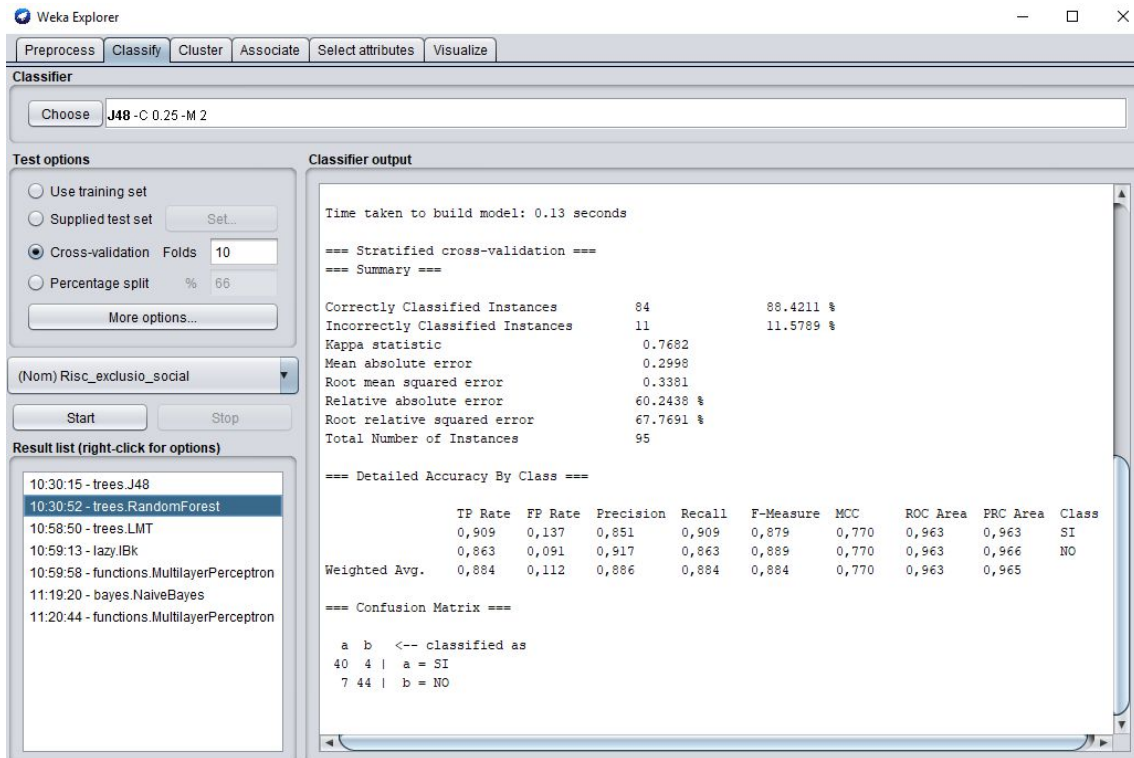 Weka Explorer
Preprocess Classify Cluster Associate Select attributes Visualize
Classifier
Choose J48 -C 0.25 -M 2
Test options
Use training set
Supplied test set Set...
Cross-validation Folds 10
Percentage split % 66
More options...
(Nom) Risc_exclusio_social
Start Stop
Result list (right-click for options)
10:30:15 - trees.J48
10:30:52 - trees.RandomForest
10:58:50 - trees.LMT
10:59:13 - lazy.IBk
10:59:58 - functions.MultilayerPerceptron
11:19:20 - bayes.NaiveBayes
11:20:44 - functions.MultilayerPerceptron
Classifier output
Time taken to build model: 0.13 seconds
=== Stratified cross-validation ===
=== Summary ===
Correctly Classified Instances 84 88.4211 %
Incorrectly Classified Instances 11 11.5789 %
Kappa statistic 0.7682
Mean absolute error 0.2998
Root mean squared error 0.3381
Relative absolute error 60.2438 %
Root relative squared error 67.7691 %
Total Number of Instances 95
=== Detailed Accuracy By Class ===
TP Rate FP Rate Precision Recall F-Measure MCC ROC Area PRC Area Class
0,909 0,137 0,851 0,909 0,879 0,770 0,963 0,963 SI
0,863 0,091 0,917 0,863 0,889 0,770 0,963 0,966 NO
Weighted Avg. 0,884 0,112 0,886 0,884 0,884 0,770 0,963 0,965
=== Confusion Matrix ===
a b <-- classified as
40 4 | a = SI
7 44 | b = NO